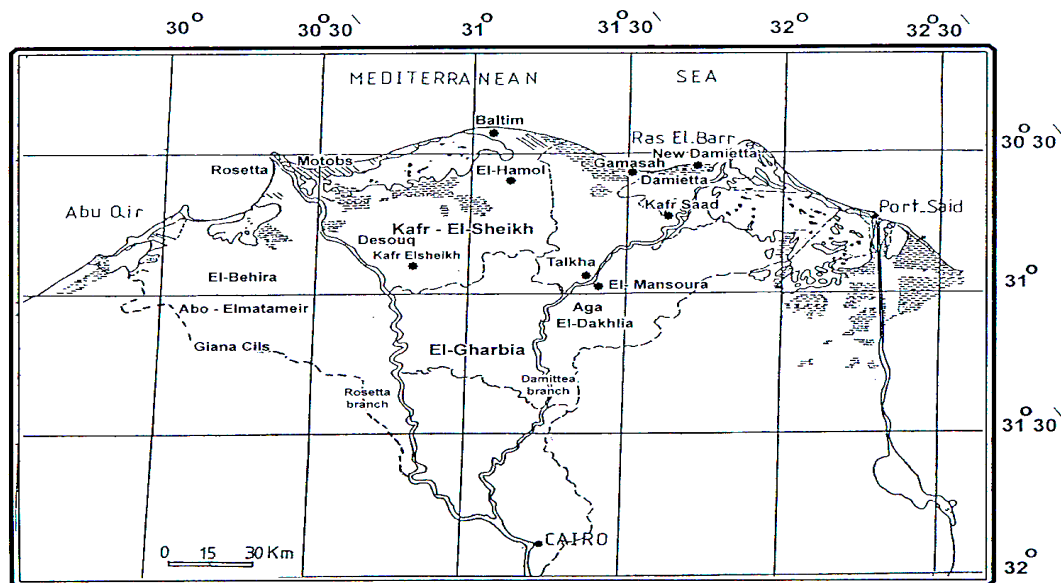 30° 30°30\ 31° 31°30\ 32° 32°30\
MEDITERRANEAN SEA
Baltim
30°30\
Ras El.Barr
New Damietta
Motobs
Gamasah
Rosetta
El-Hamol
Damietta
Abu Qir
Kafr Saad
Port-Said
Kafr - El-Sheikh
Desouq
Kafr Elsheikh
Talkha
El-Behira
El- Mansoura
31°
Abo - Elmatameir
Aga
El-Dakhlia
Giana Cils
El-Gharbia
Rosetta
branch
Damittea
branch
31°30\
CAIRO
0 15 30 Km
32°